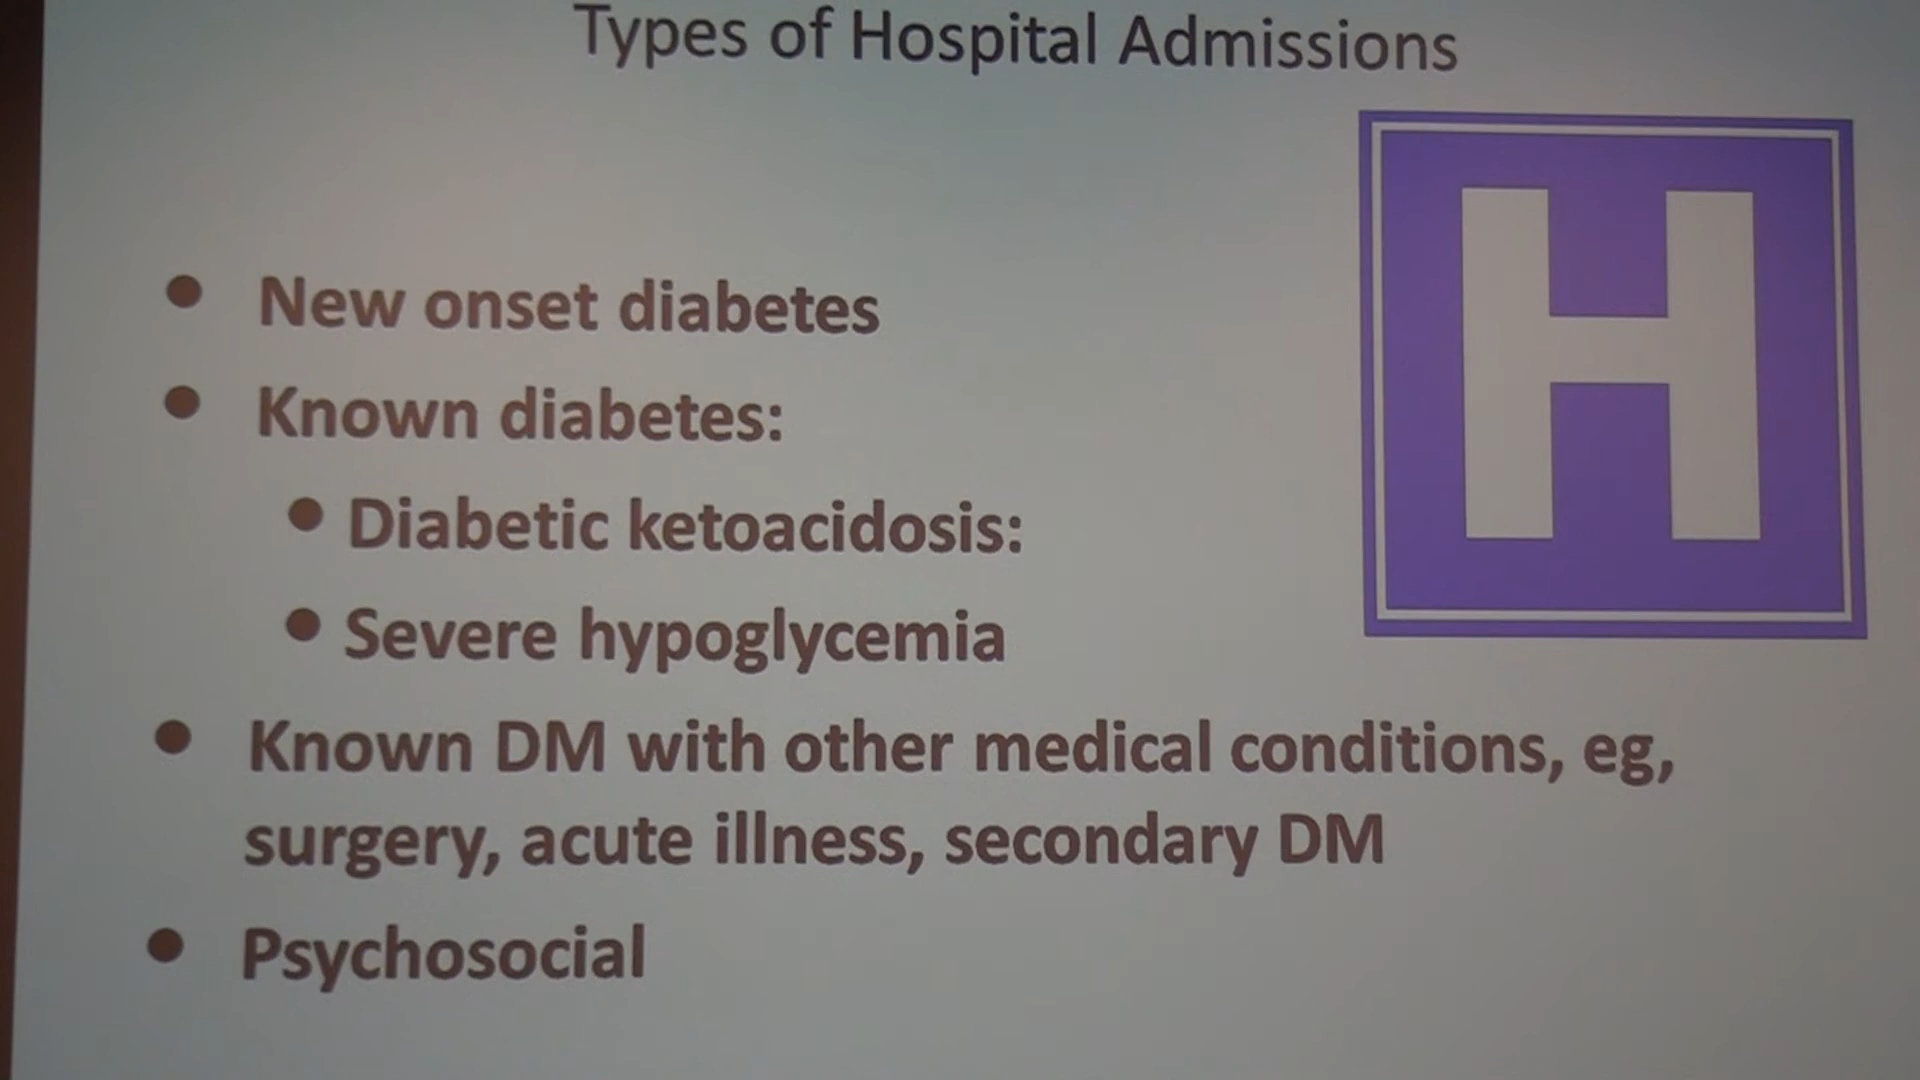 Types of Hospital Admissions
H
• New onset diabetes
• Known diabetes:
• Diabetic ketoacidosis:
• Severe hypoglycemia
• Known DM with other medical conditions, eg,
surgery, acute illness, secondary DM
• Psychosocial